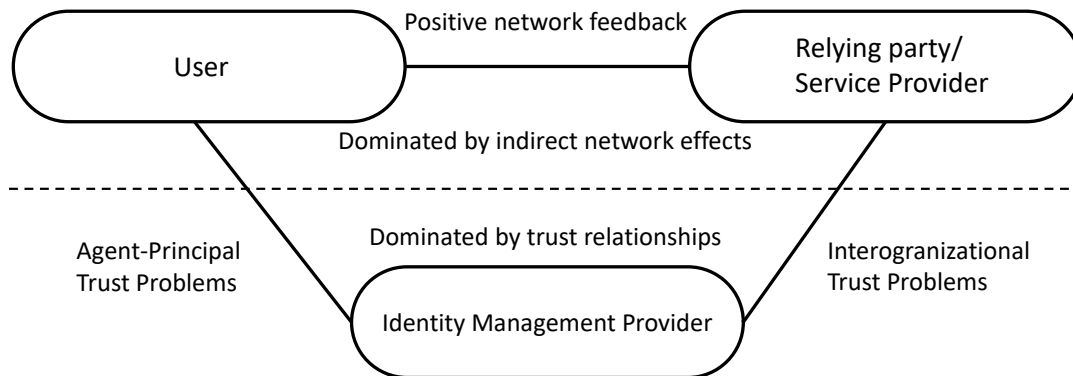 Positive network feedback
User
Relying party/
Service Provider
Dominated by indirect network effects
Agent-Principal
Trust Problems
Dominated by trust relationships
Interogranizational
Trust Problems
Identity Management Provider